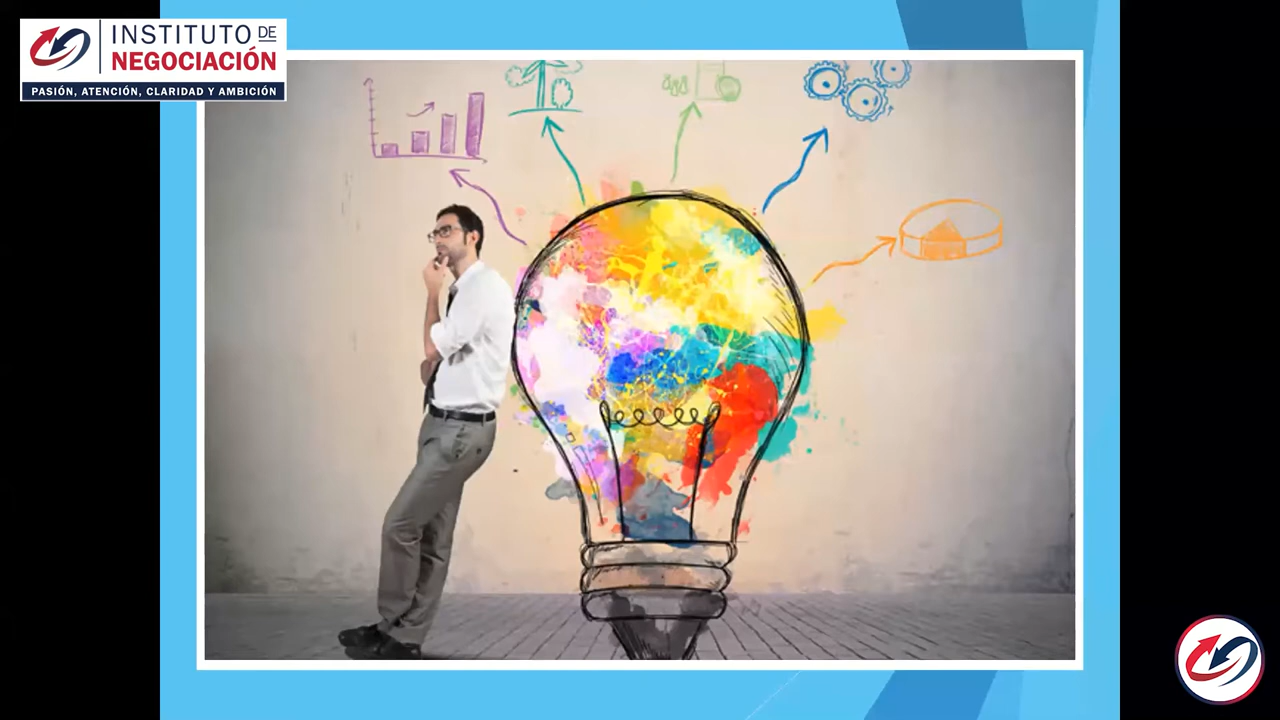 INSTITUTO DE
NEGOCIACIÓN
PASIÓN, ATENCIÓN, CLARIDAD Y AMBICIÓN